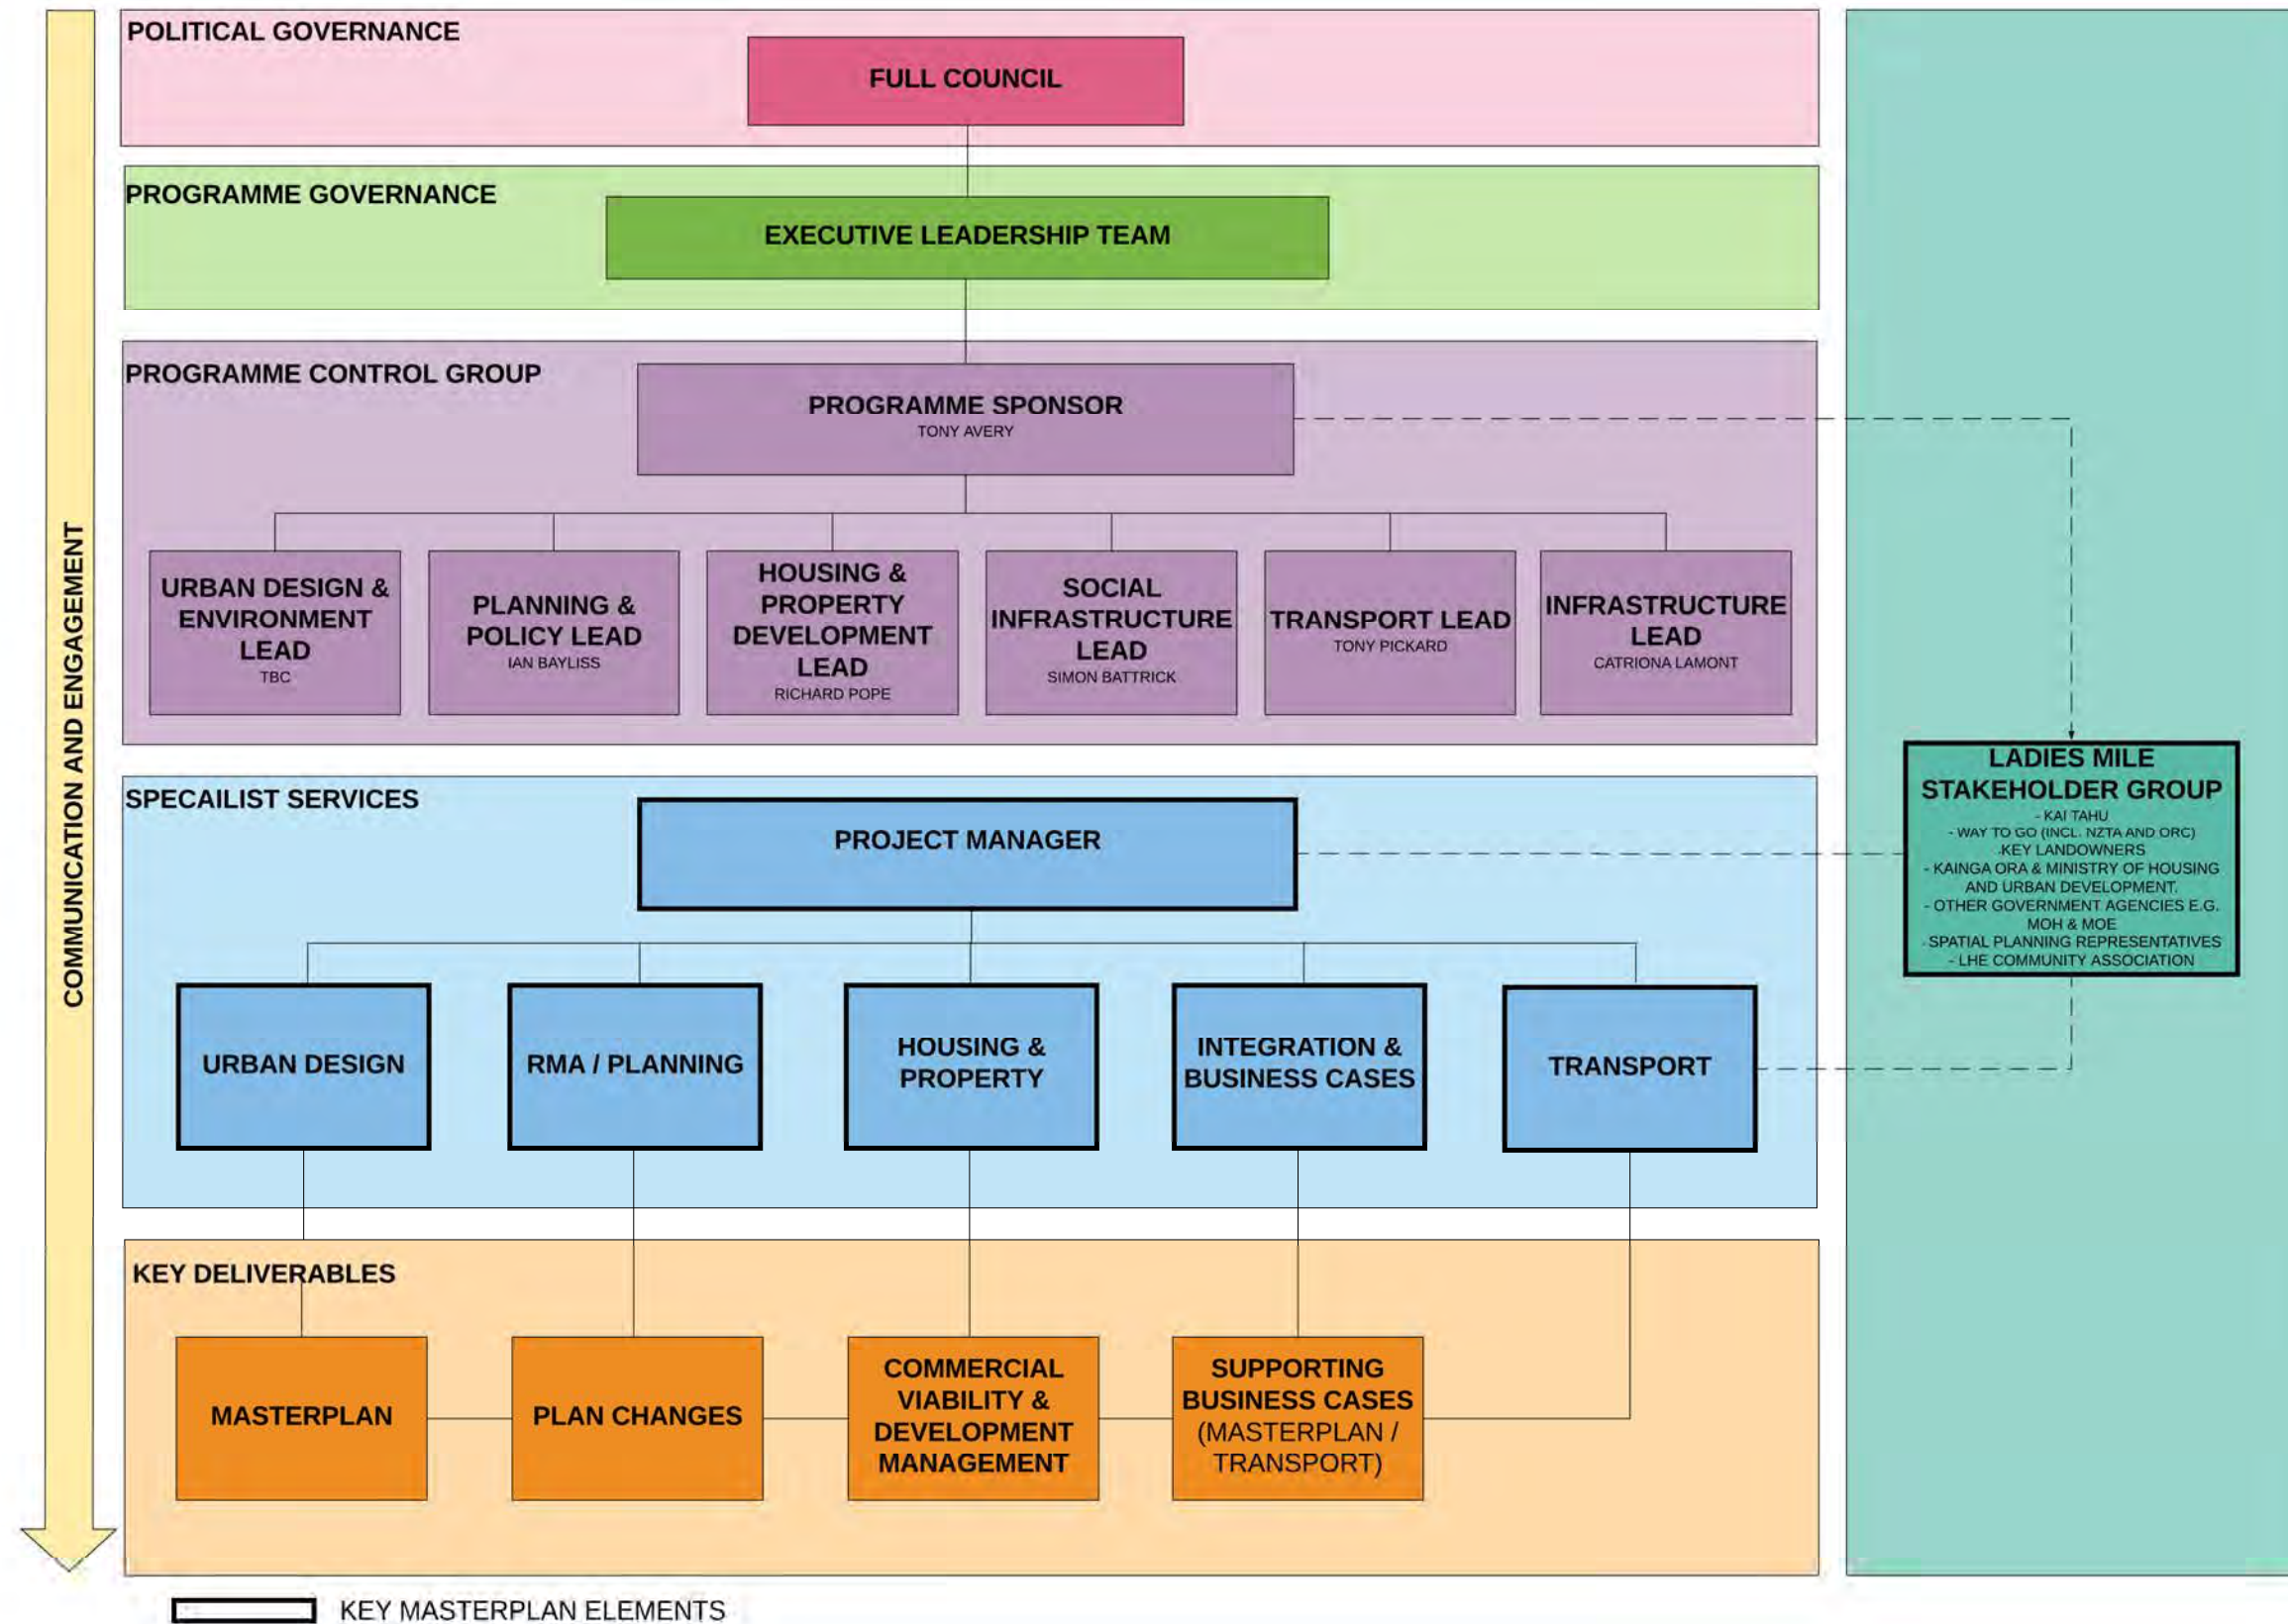 POLITICAL GOVERNANCE
FULL COUNCIL
PROGRAMME GOVERNANCE
EXECUTIVE LEADERSHIP TEAM
PROGRAMME CONTROL GROUP
PROGRAMME SPONSOR
TONY AVERY
URBAN DESIGN &
ENVIRONMENT
LEAD
TBC
PLANNING &
POLICY LEAD
IAN BAYLISS
HOUSING &
PROPERTY
DEVELOPMENT
LEAD
RICHARD POPE
SOCIAL
INFRASTRUCTURE
LEAD
SIMON BATTRICK
TRANSPORT LEAD
TONY PICKARD
INFRASTRUCTURE
LEAD
CATRIONA LAMONT
COMMUNICATION AND ENGAGEMENT
SPECAILIST SERVICES
PROJECT MANAGER
LADIES MILE
STAKEHOLDER GROUP
- KAI TAHU
- WAY TO GO (INCL. NZTA AND ORC)
-KEY LANDOWNERS
- KAINGA ORA & MINISTRY OF HOUSING
AND URBAN DEVELOPMENT.
- OTHER GOVERNMENT AGENCIES E.G.
MOH & MOE
- SPATIAL PLANNING REPRESENTATIVES
- LHE COMMUNITY ASSOCIATION
URBAN DESIGN
RMA / PLANNING
HOUSING &
PROPERTY
INTEGRATION &
BUSINESS CASES
TRANSPORT
KEY DELIVERABLES
MASTERPLAN
PLAN CHANGES
COMMERCIAL
VIABILITY &
DEVELOPMENT
MANAGEMENT
SUPPORTING
BUSINESS CASES
(MASTERPLAN /
TRANSPORT)
KEY MASTERPLAN ELEMENTS